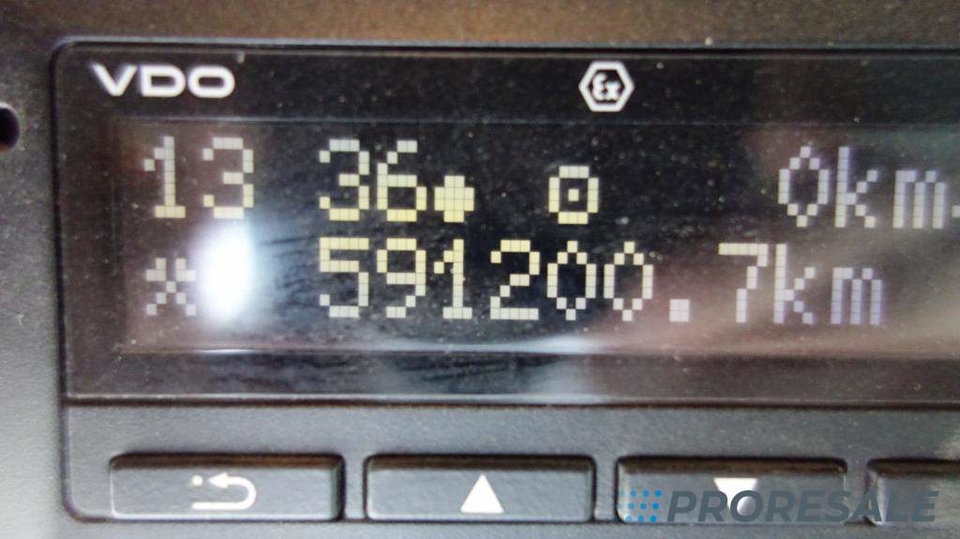 VDO
Ex
13 36 0km
591200.7km
PRORESALE